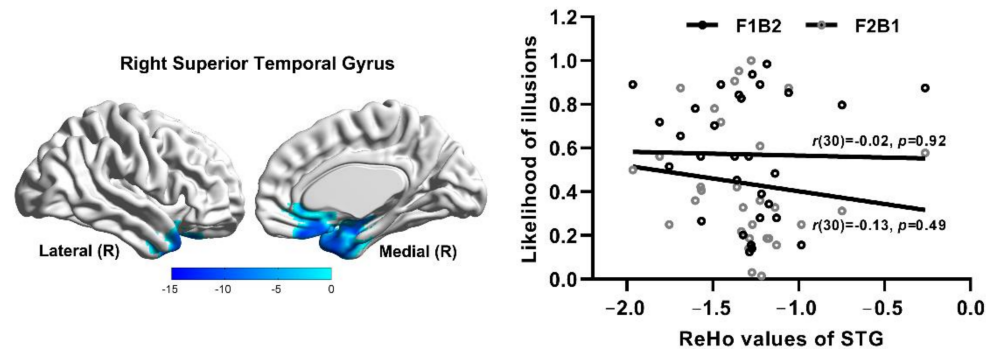 Right Superior Temporal Gyrus
Lateral (R)
Medial (R)
-15 -10 -5 0
F1B2 F2B1
Likelihood of illusions
1.2
1.0
0.8
0.6
0.4
0.2
0.0
r(30)=-0.02, p=0.92
r(30)=-0.13, p=0.49
−2.0 −1.5 −1.0 −0.5 0.0
ReHo values of STG